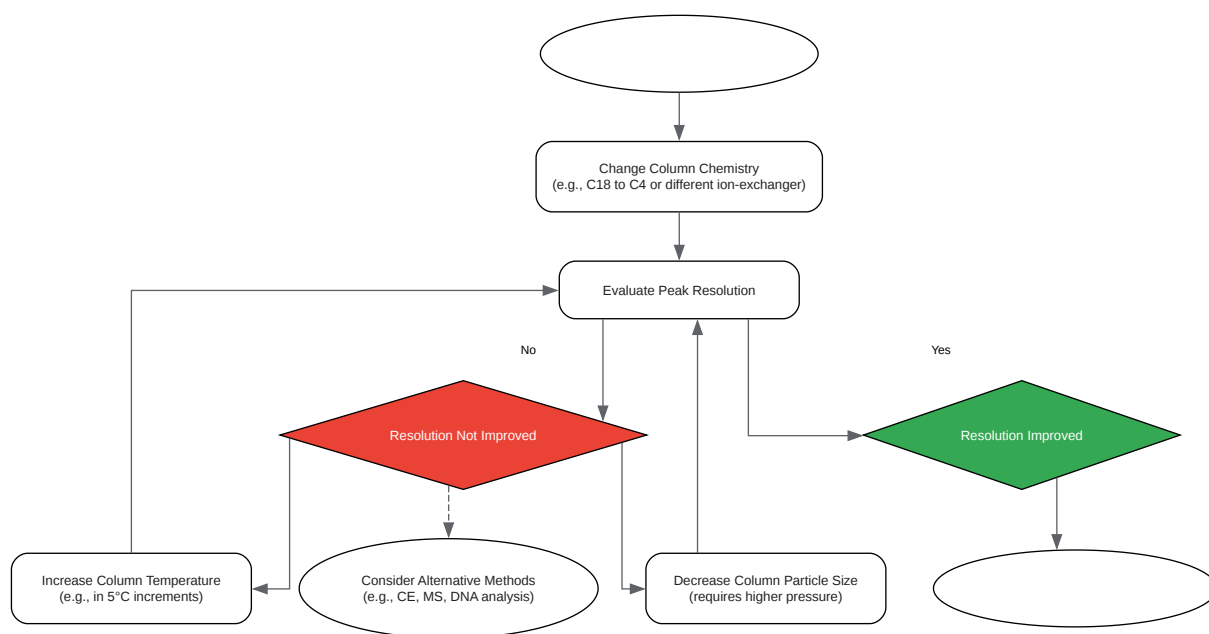 Change Column Chemistry
(e.g., C18 to C4 or different ion-exchanger)
Evaluate Peak Resolution
No
Yes
Resolution Not Improved
Resolution Improved
Increase Column Temperature
(e.g., in 5°C increments)
Consider Alternative Methods
(e.g., CE, MS, DNA analysis)
Decrease Column Particle Size
(requires higher pressure)